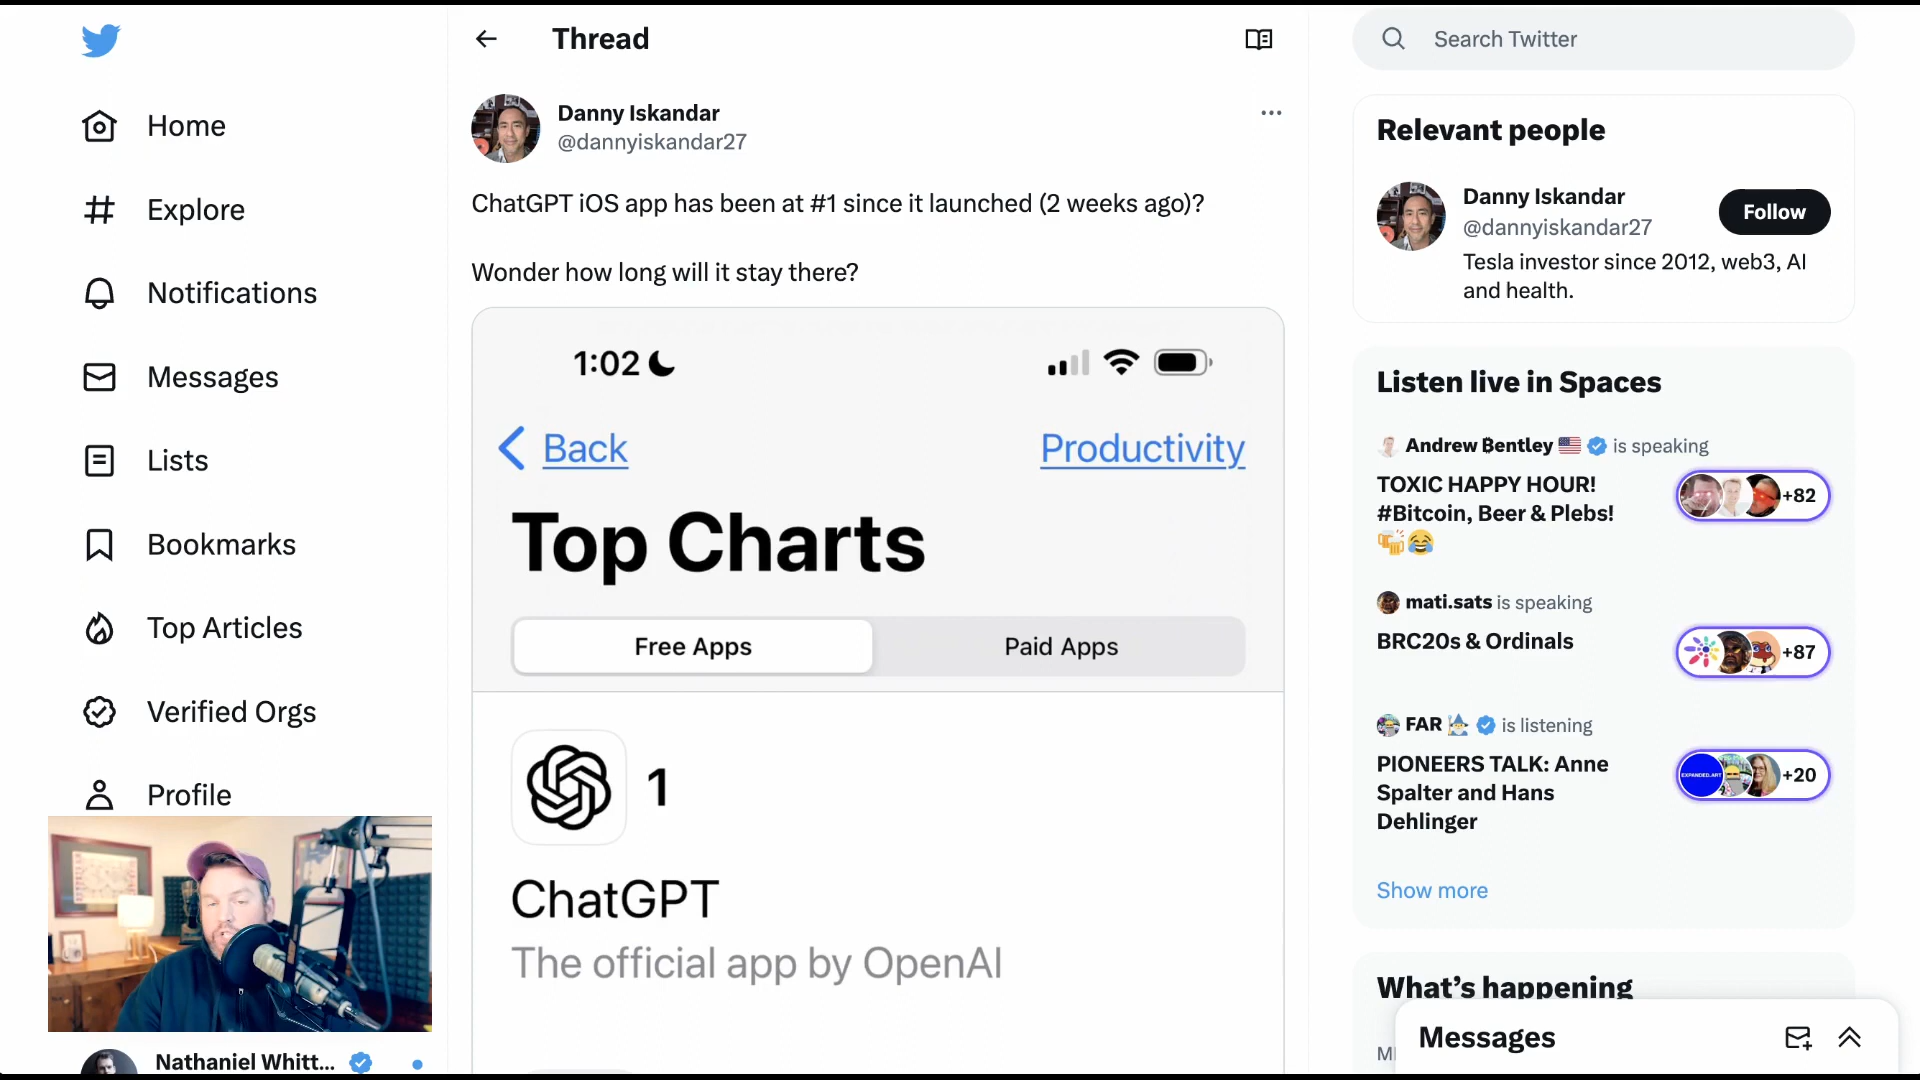 Home
Explore
Notifications
Messages
Lists
Bookmarks
Top Articles
Verified Orgs
Profile
Nathaniel Whitt...
Thread
Danny Iskandar
@dannyiskandar27
ChatGPT iOS app has been at #1 since it launched (2 weeks ago)?
Wonder how long will it stay there?
1:02
Back
Productivity
Top Charts
Free Apps
Paid Apps
1
ChatGPT
The official app by OpenAI
Search Twitter
Relevant people
Danny Iskandar
@dannyiskandar27
Follow
Tesla investor since 2012, web3, AI
and health.
Listen live in Spaces
Andrew ₿entley 🇺🇸 is speaking
TOXIC HAPPY HOUR!
#Bitcoin, Beer & Plebs!
🍻😂
+82
mati.sats is speaking
BRC20s & Ordinals
+87
FAR 🧙‍♂️ is listening
PIONEERS TALK: Anne
Spalter and Hans
Dehlinger
EXPANDED.ART
+20
Show more
What's happening
Messages